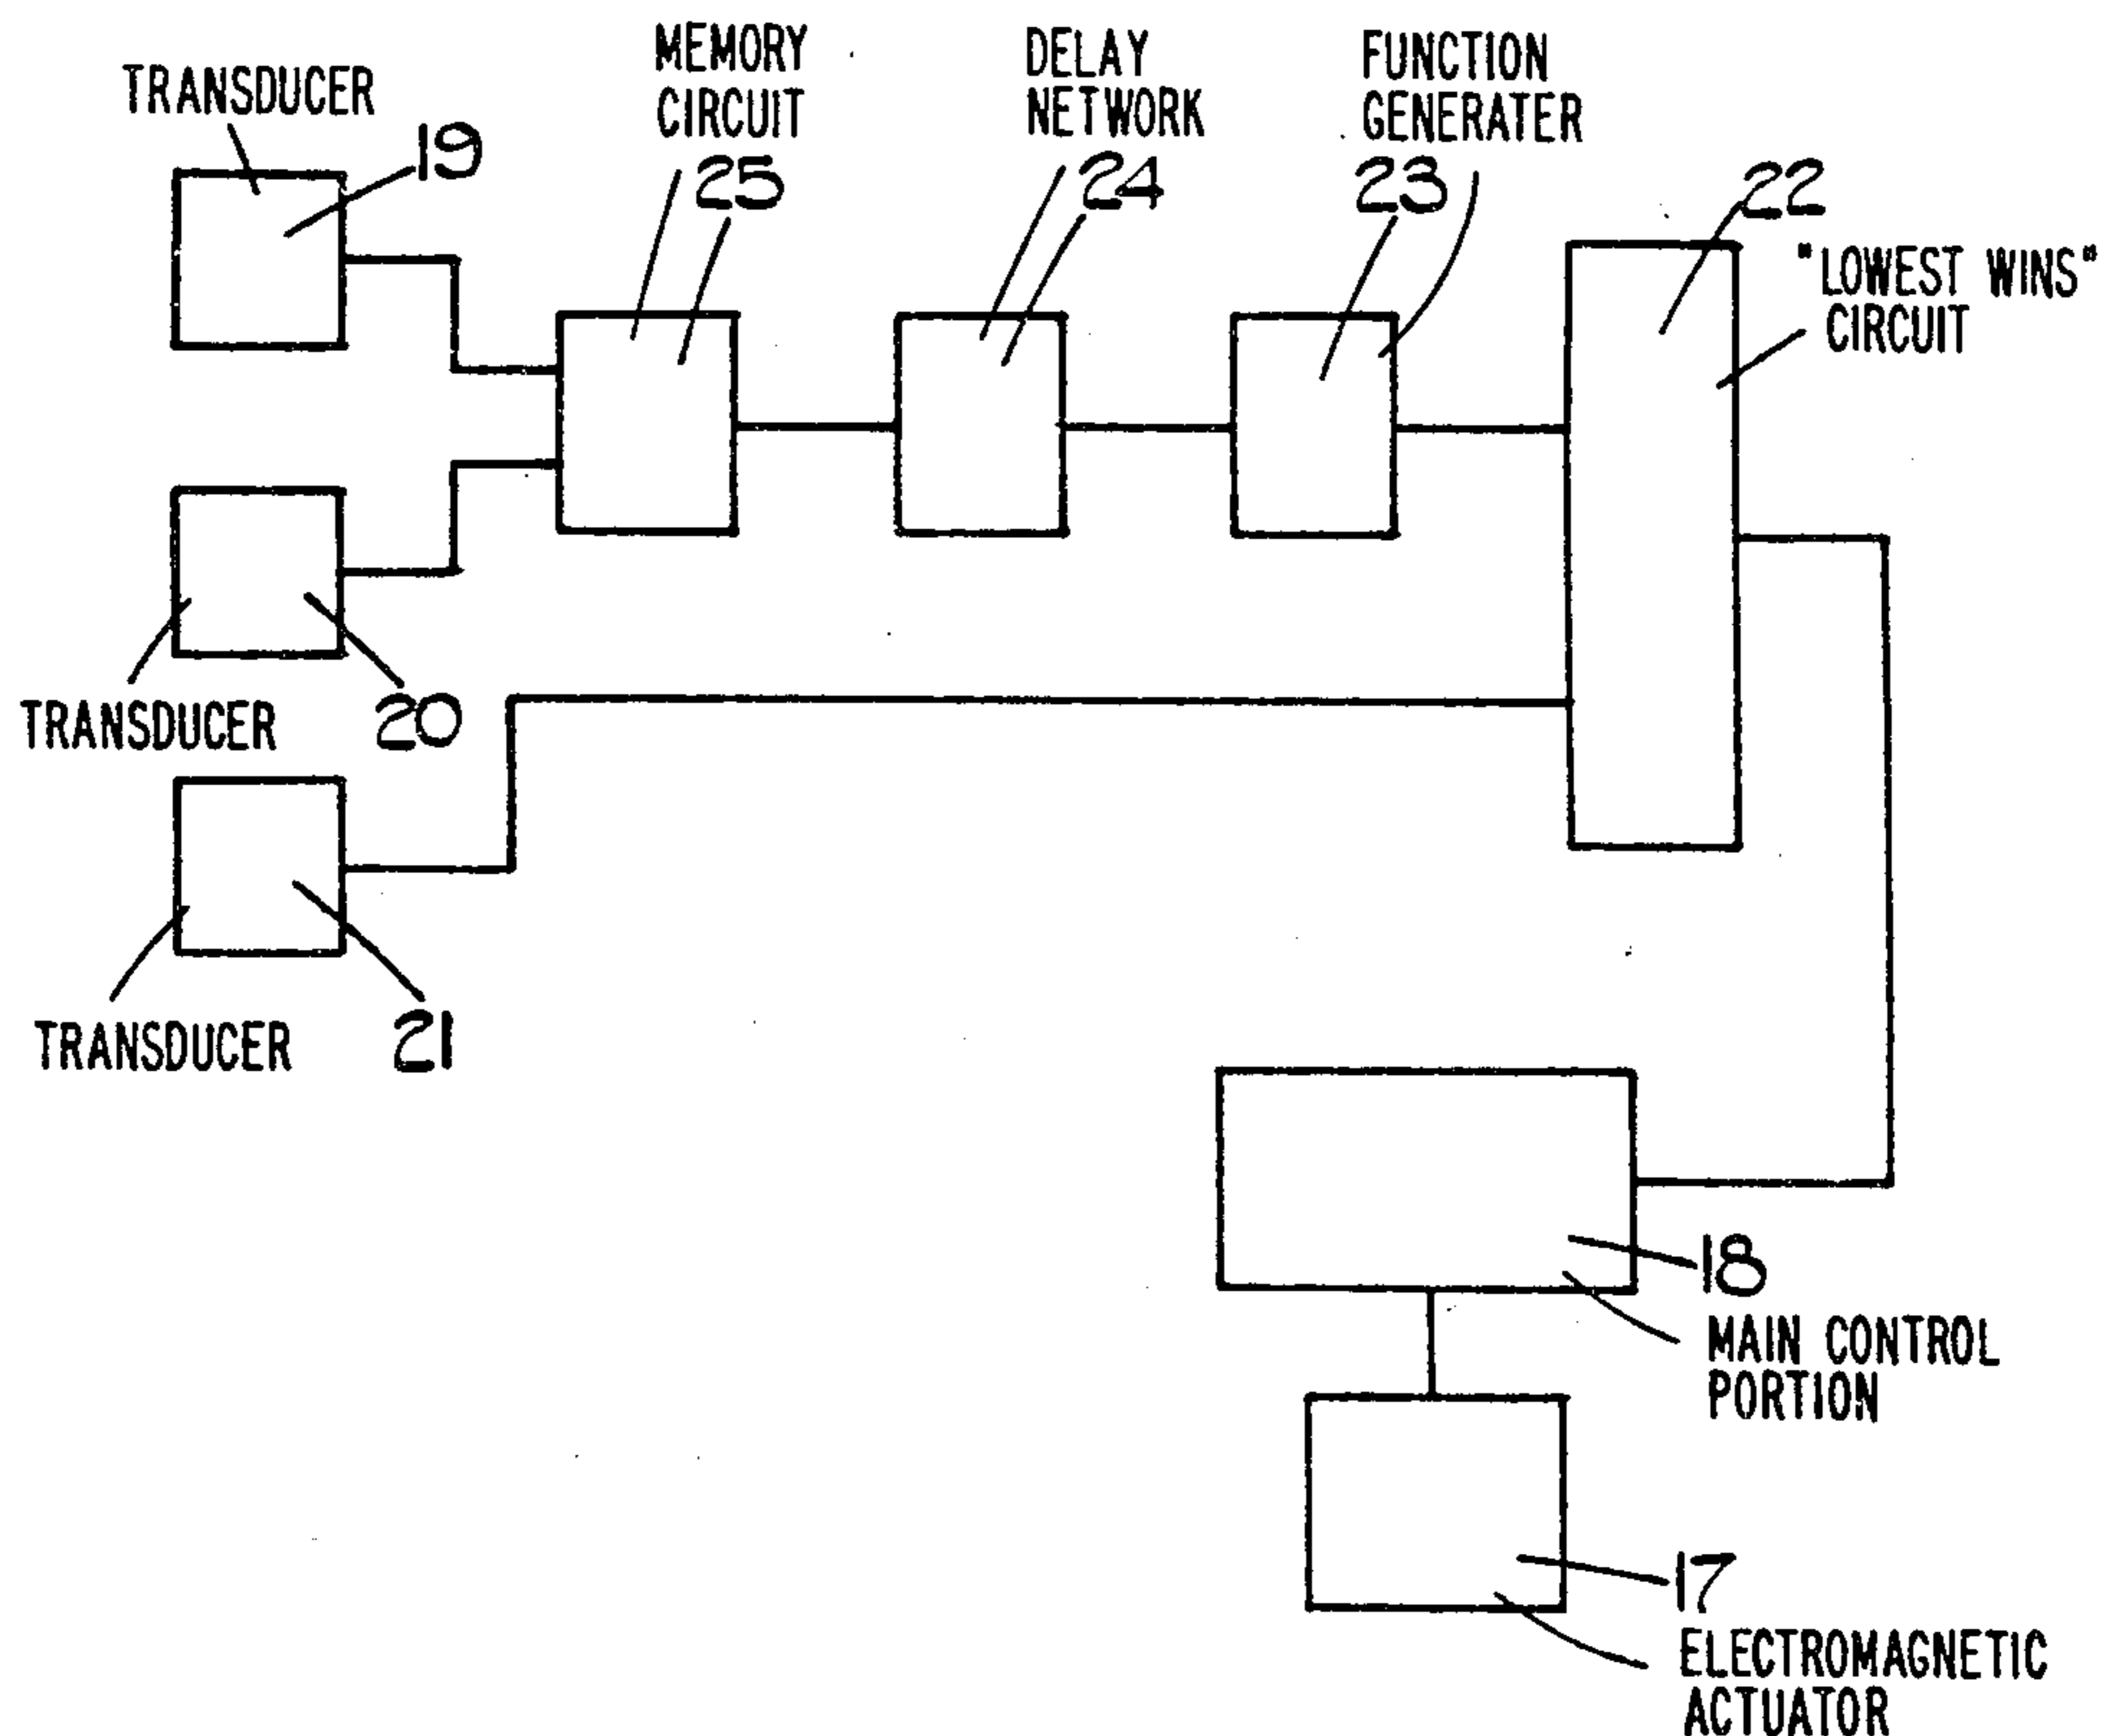 TRANSDUCER
19
MEMORY
CIRCUIT
25
DELAY
NETWORK
24
FUNCTION
GENERATER
23
22
"LOWEST WINS"
CIRCUIT
TRANSDUCER
20
TRANSDUCER
21
18
MAIN CONTROL
PORTION
17
ELECTROMAGNETIC
ACTUATOR